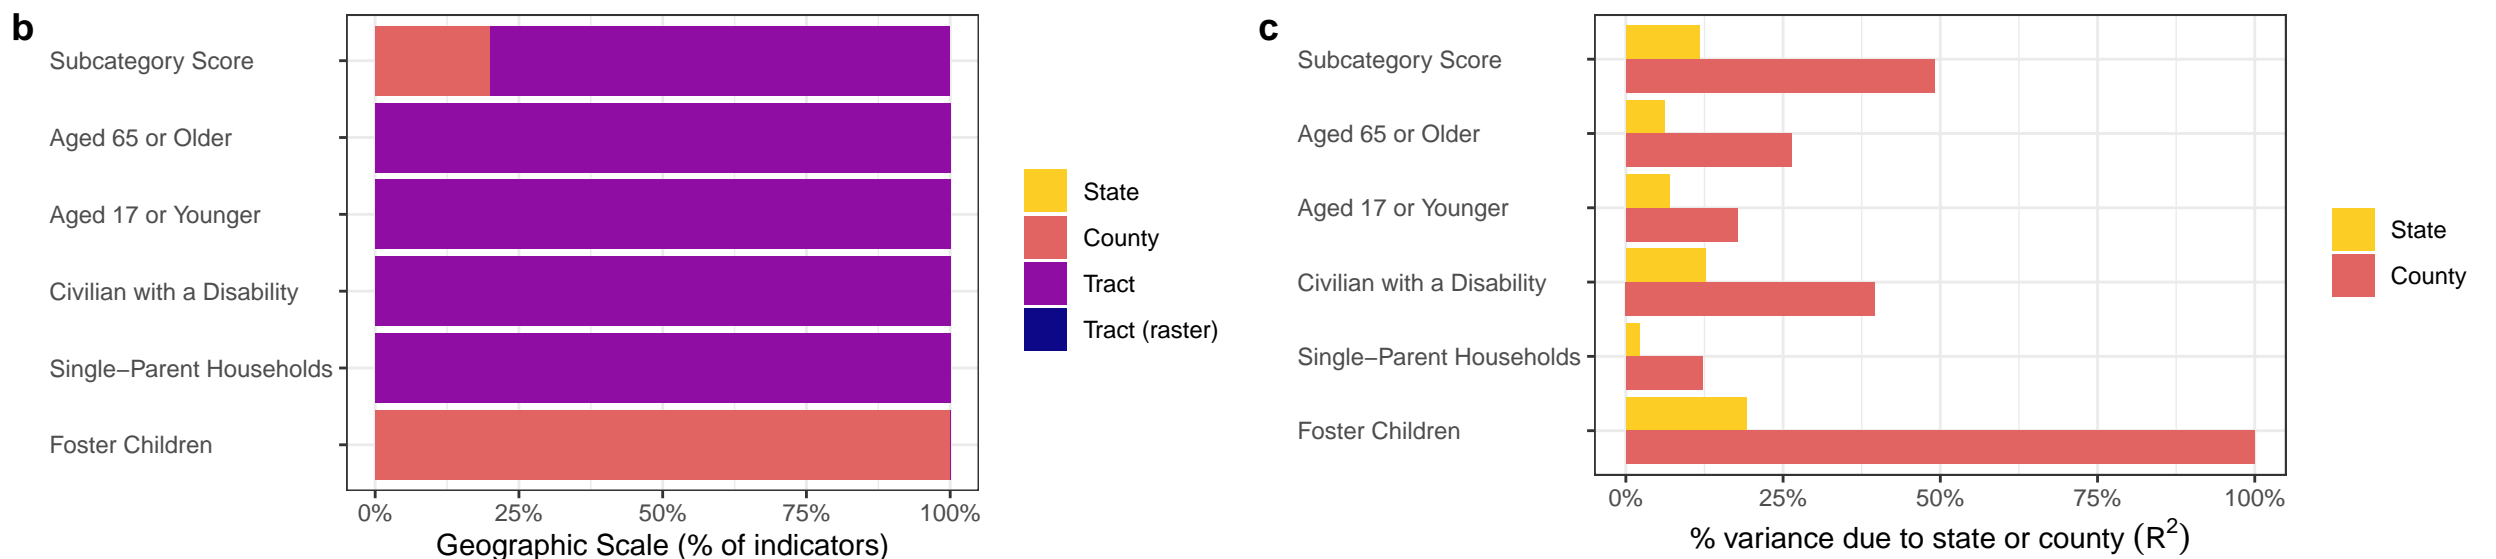 b
Subcategory Score
Aged 65 or Older
Aged 17 or Younger
Civilian with a Disability
Single−Parent Households
Foster Children
0% 25% 50% 75% 100%
Geographic Scale (% of indicators)
State
County
Tract
Tract (raster)
c
Subcategory Score
Aged 65 or Older
Aged 17 or Younger
Civilian with a Disability
Single−Parent Households
Foster Children
0% 25% 50% 75% 100%
% variance due to state or county (R²)
State
County